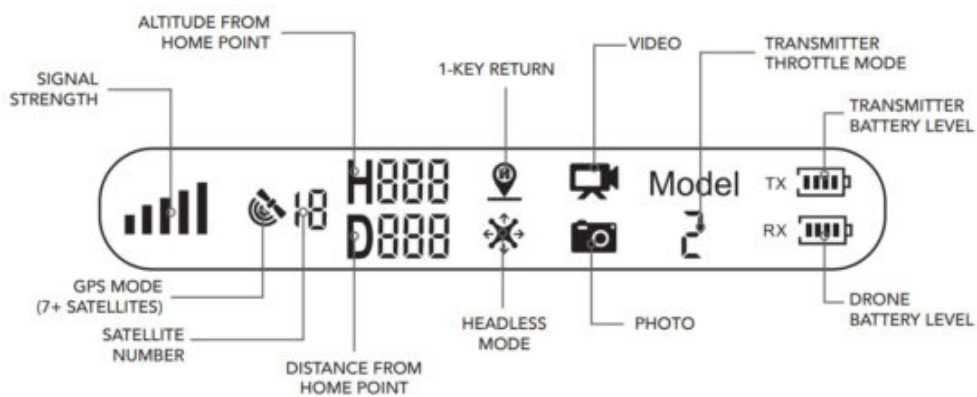 ALTITUDE FROM
HOME POINT
SIGNAL
STRENGTH
1-KEY RETURN
VIDEO
TRANSMITTER
THROTTLE MODE
TRANSMITTER
BATTERY LEVEL
18
H888
D888
Model
2
TX
RX
GPS MODE
(7+ SATELLITES)
SATELLITE
NUMBER
DISTANCE FROM
HOME POINT
HEADLESS
MODE
PHOTO
DRONE
BATTERY LEVEL